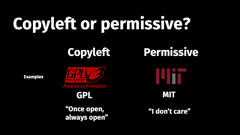 Copyleft or permissive?
Copyleft
Permissive
Examples
GPL
MIT
"Once open,
always open"
"I don't care"